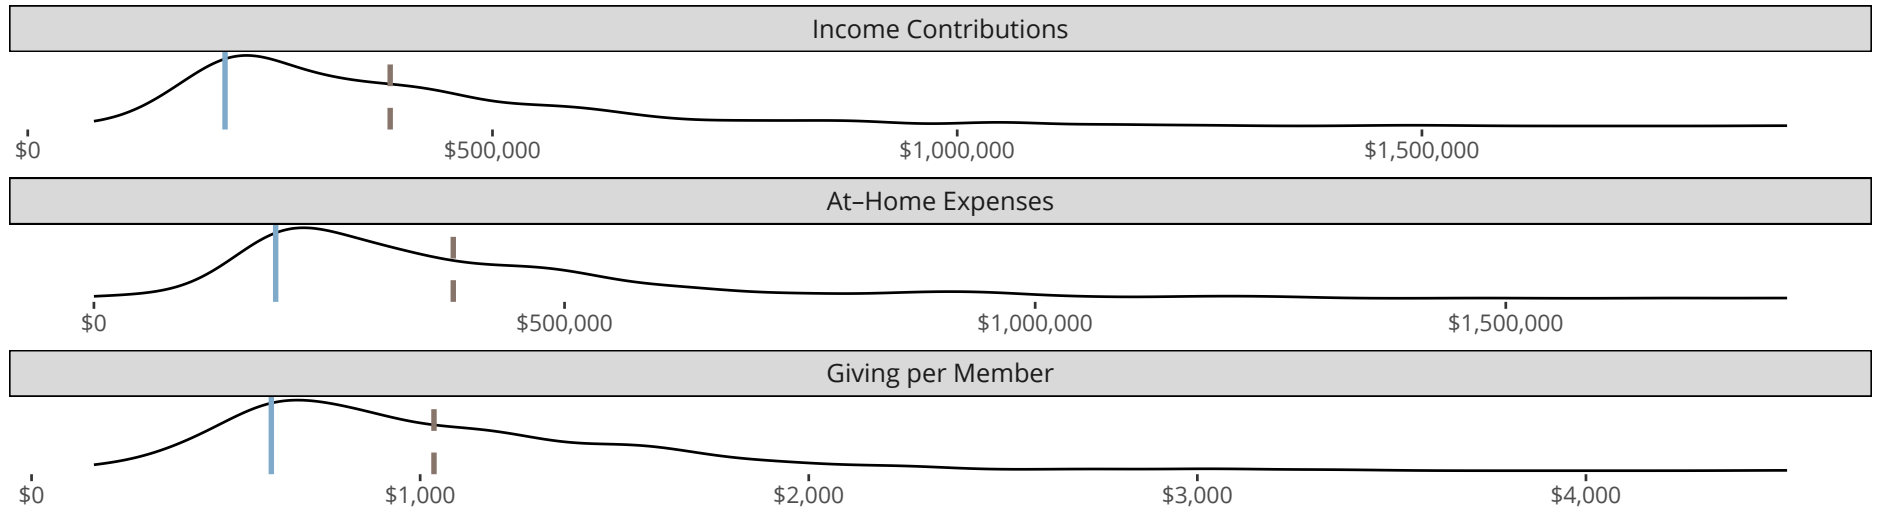 Income Contributions
$0 $500,000 $1,000,000 $1,500,000
At–Home Expenses
$0 $500,000 $1,000,000 $1,500,000
Giving per Member
$0 $1,000 $2,000 $3,000 $4,000